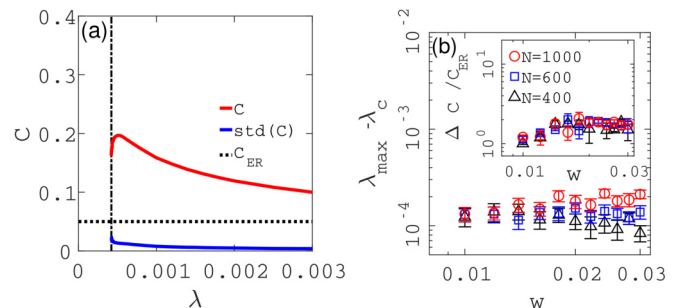 (a)
0.4
0.3
0.2
0.1
0
C
C
std(C)
C_ER
0 0.001 0.002 0.003
λ
(b)
10^-2
10^-3
10^-4
λ_max -λ_c
0.01 0.02 0.03
w
Δ C /C_ER
10^1
10^0
N=1000
N=600
N=400
0.01 0.03
w